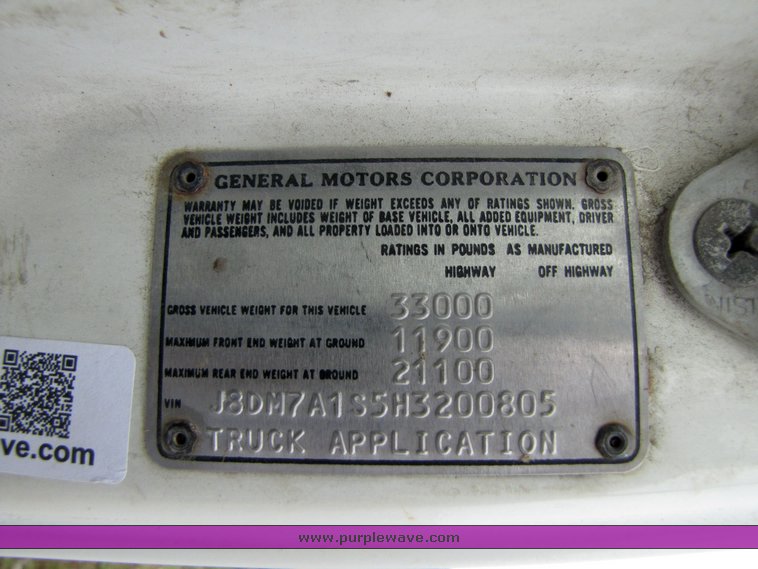 GENERAL MOTORS CORPORATION
WARRANTY MAY BE VOIDED IF WEIGHT EXCEEDS ANY OF RATINGS SHOWN. GROSS
VEHICLE WEIGHT INCLUDES WEIGHT OF BASE VEHICLE, ALL ADDED EQUIPMENT, DRIVER
AND PASSENGERS, AND ALL PROPERTY LOADED INTO OR ONTO VEHICLE.
RATINGS IN POUNDS AS MANUFACTURED
HIGHWAY OFF HIGHWAY
GROSS VEHICLE WEIGHT FOR THIS VEHICLE 33000
MAXIMUM FRONT END WEIGHT AT GROUND 11900
MAXIMUM REAR END WEIGHT AT GROUND 21100
VIN J8DM7A1S5H3200805
TRUCK APPLICATION
ve.com
www.purplewave.com